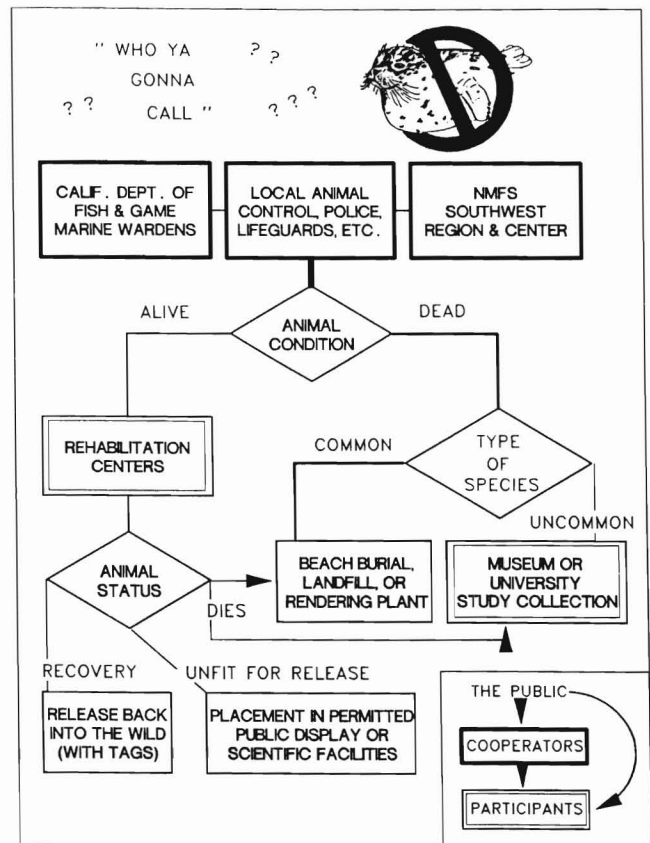 " WHO YA ? ?
GONNA
? ? CALL " ? ? ?
CALIF. DEPT. OF
FISH & GAME
MARINE WARDENS
LOCAL ANIMAL
CONTROL, POLICE,
LIFEGUARDS, ETC.
NMFS
SOUTHWEST
REGION & CENTER
ALIVE
ANIMAL
CONDITION
DEAD
REHABILITATION
CENTERS
COMMON
TYPE
OF
SPECIES
UNCOMMON
ANIMAL
STATUS
DIES
BEACH BURIAL,
LANDFILL, OR
RENDERING PLANT
MUSEUM OR
UNIVERSITY
STUDY COLLECTION
RECOVERY
UNFIT FOR RELEASE
RELEASE BACK
INTO THE WILD
(WITH TAGS)
PLACEMENT IN PERMITTED
PUBLIC DISPLAY OR
SCIENTIFIC FACILITIES
THE PUBLIC
COOPERATORS
PARTICIPANTS